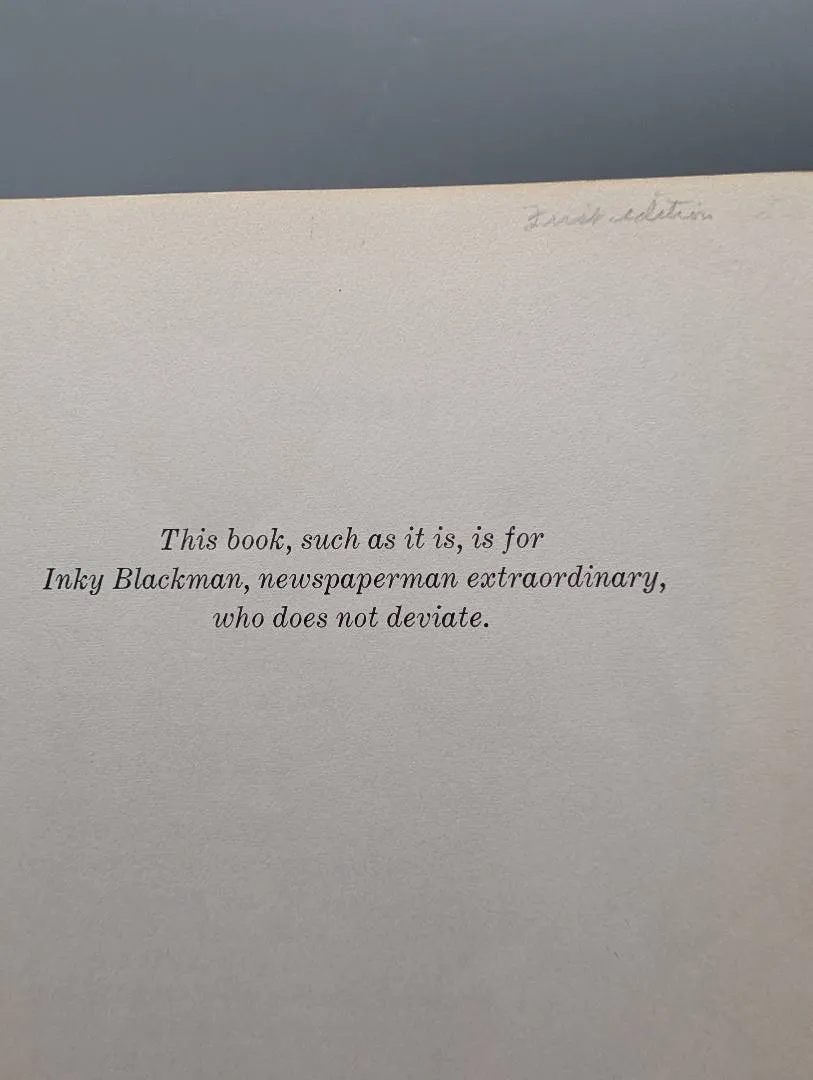 First edition
This book, such as it is, is for
Inky Blackman, newspaperman extraordinary,
who does not deviate.